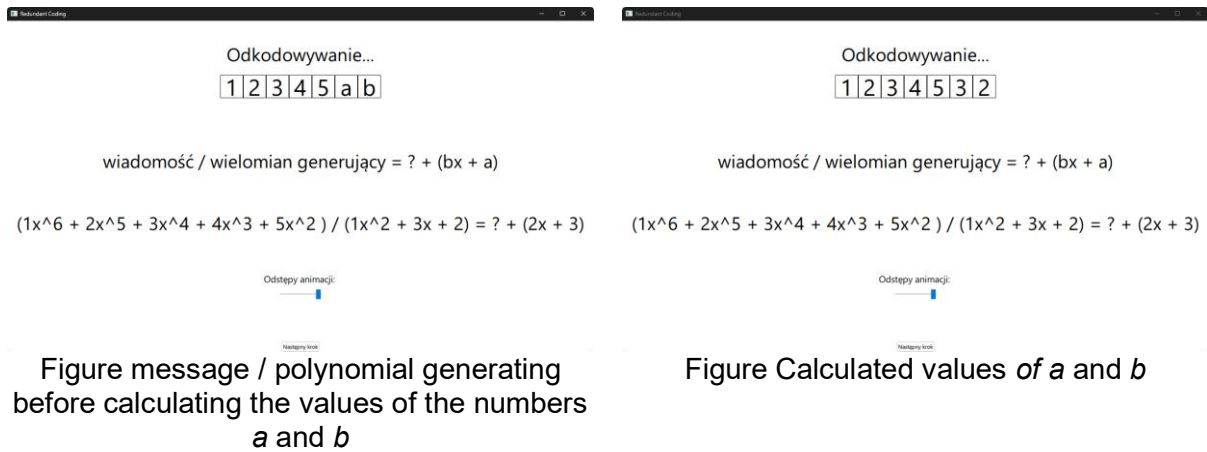 Redundant Coding
Odkodowywanie...
1 2 3 4 5 a b
wiadomość / wielomian generujący = ? + (bx + a)
(1x^6 + 2x^5 + 3x^4 + 4x^3 + 5x^2 ) / (1x^2 + 3x + 2) = ? + (2x + 3)
Odstępy animacji:
Następny krok
Figure message / polynomial generating
before calculating the values of the numbers
a and b
Redundant Coding
Odkodowywanie...
1 2 3 4 5 3 2
wiadomość / wielomian generujący = ? + (bx + a)
(1x^6 + 2x^5 + 3x^4 + 4x^3 + 5x^2 ) / (1x^2 + 3x + 2) = ? + (2x + 3)
Odstępy animacji:
Następny krok
Figure Calculated values of a and b